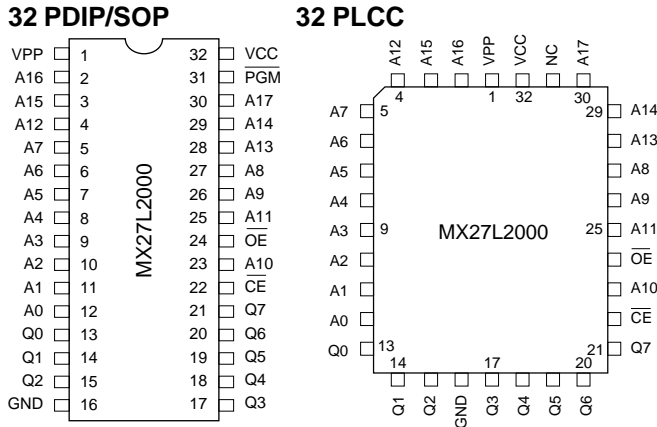 32 PDIP/SOP
VPP 1 32 VCC
A16 2 31 PGM
A15 3 30 A17
A12 4 29 A14
A7 5 28 A13
A6 6 27 A8
A5 7 26 A9
A4 8 25 A11
A3 9 24 OE
A2 10 23 A10
A1 11 22 CE
A0 12 21 Q7
Q0 13 20 Q6
Q1 14 19 Q5
Q2 15 18 Q4
GND 16 17 Q3
MX27L2000
32 PLCC
A12 A15 A16 VPP VCC NC A17
4 1 32 30
A7 5 29 A14
A6 A13
A5 A8
A4 A9
A3 9 MX27L2000 25 A11
A2 OE
A1 A10
A0 CE
Q0 13 21 Q7
14 17 20
Q1 Q2 GND Q3 Q4 Q5 Q6